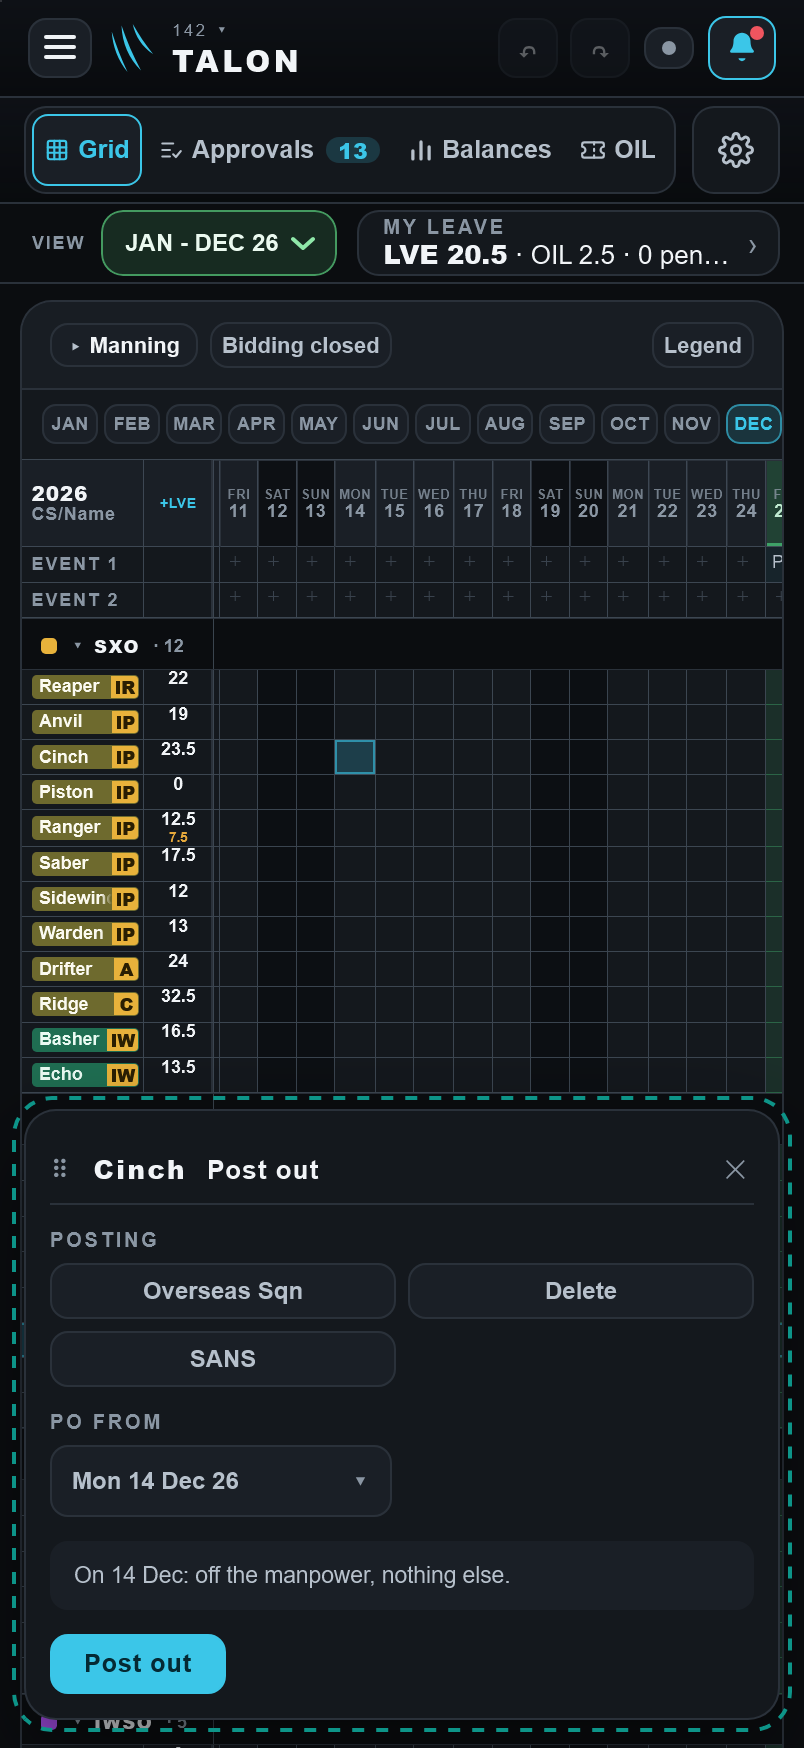 142 ▾
TALON
Grid
Approvals 13
Balances
OIL
VIEW
JAN - DEC 26
MY LEAVE
LVE 20.5 · OIL 2.5 · 0 pen…
▸ Manning
Bidding closed
Legend
JAN FEB MAR APR MAY JUN JUL AUG SEP OCT NOV DEC
2026
CS/Name
+LVE
FRI 11
SAT 12
SUN 13
MON 14
TUE 15
WED 16
THU 17
FRI 18
SAT 19
SUN 20
MON 21
TUE 22
WED 23
THU 24
F 2
EVENT 1 + + + + + + + + + + + + + + P
EVENT 2 + + + + + + + + + + + + + + +
▾ SXO · 12
Reaper IR 22
Anvil IP 19
Cinch IP 23.5
Piston IP 0
Ranger IP 12.5
7.5
Saber IP 17.5
Sidewin IP 12
Warden IP 13
Drifter A 24
Ridge C 32.5
Basher IW 16.5
Echo IW 13.5
Cinch Post out
POSTING
Overseas Sqn
Delete
SANS
PO FROM
Mon 14 Dec 26 ▾
On 14 Dec: off the manpower, nothing else.
Post out
▾ IWSO · 5